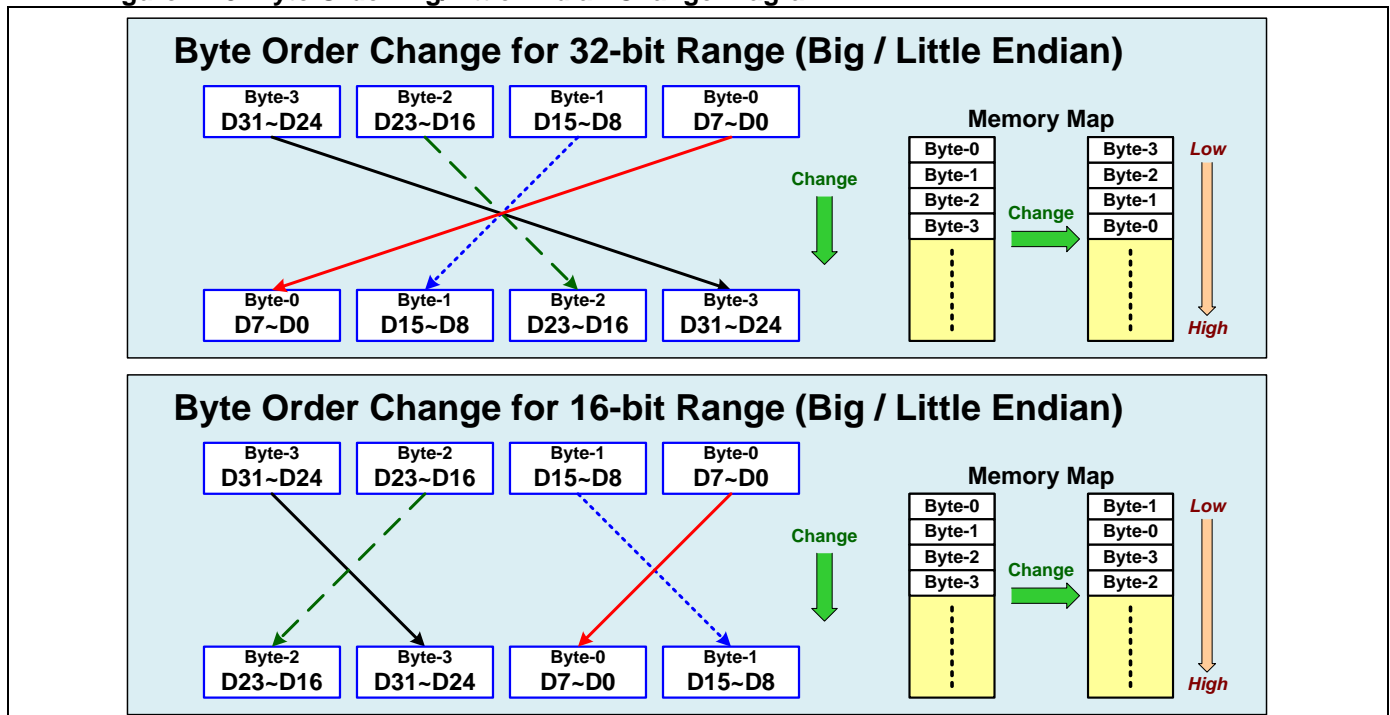 Byte Order Change for 32-bit Range (Big / Little Endian)
Byte-3
D31~D24
Byte-2
D23~D16
Byte-1
D15~D8
Byte-0
D7~D0
Change
Byte-0
D7~D0
Byte-1
D15~D8
Byte-2
D23~D16
Byte-3
D31~D24
Memory Map
Byte-0
Byte-1
Byte-2
Byte-3
Change
Byte-3
Byte-2
Byte-1
Byte-0
Low
High
Byte Order Change for 16-bit Range (Big / Little Endian)
Byte-3
D31~D24
Byte-2
D23~D16
Byte-1
D15~D8
Byte-0
D7~D0
Change
Byte-2
D23~D16
Byte-3
D31~D24
Byte-0
D7~D0
Byte-1
D15~D8
Memory Map
Byte-0
Byte-1
Byte-2
Byte-3
Change
Byte-1
Byte-0
Byte-3
Byte-2
Low
High